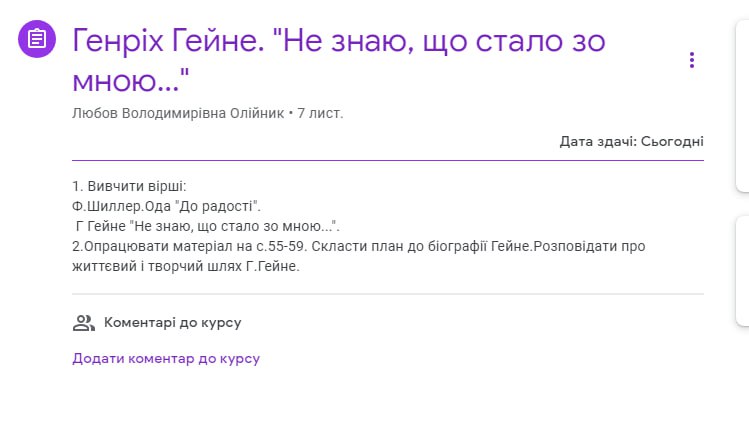 Генріх Гейне. "Не знаю, що стало зо
мною..."
Любов Володимирівна Олійник • 7 лист.
Дата здачі: Сьогодні
1. Вивчити вірші:
Ф.Шиллер.Ода "До радості".
Г Гейне "Не знаю, що стало зо мною...".
2.Опрацювати матеріал на с.55-59. Скласти план до біографії Гейне.Розповідати про
життєвий і творчий шлях Г.Гейне.
Коментарі до курсу
Додати коментар до курсу